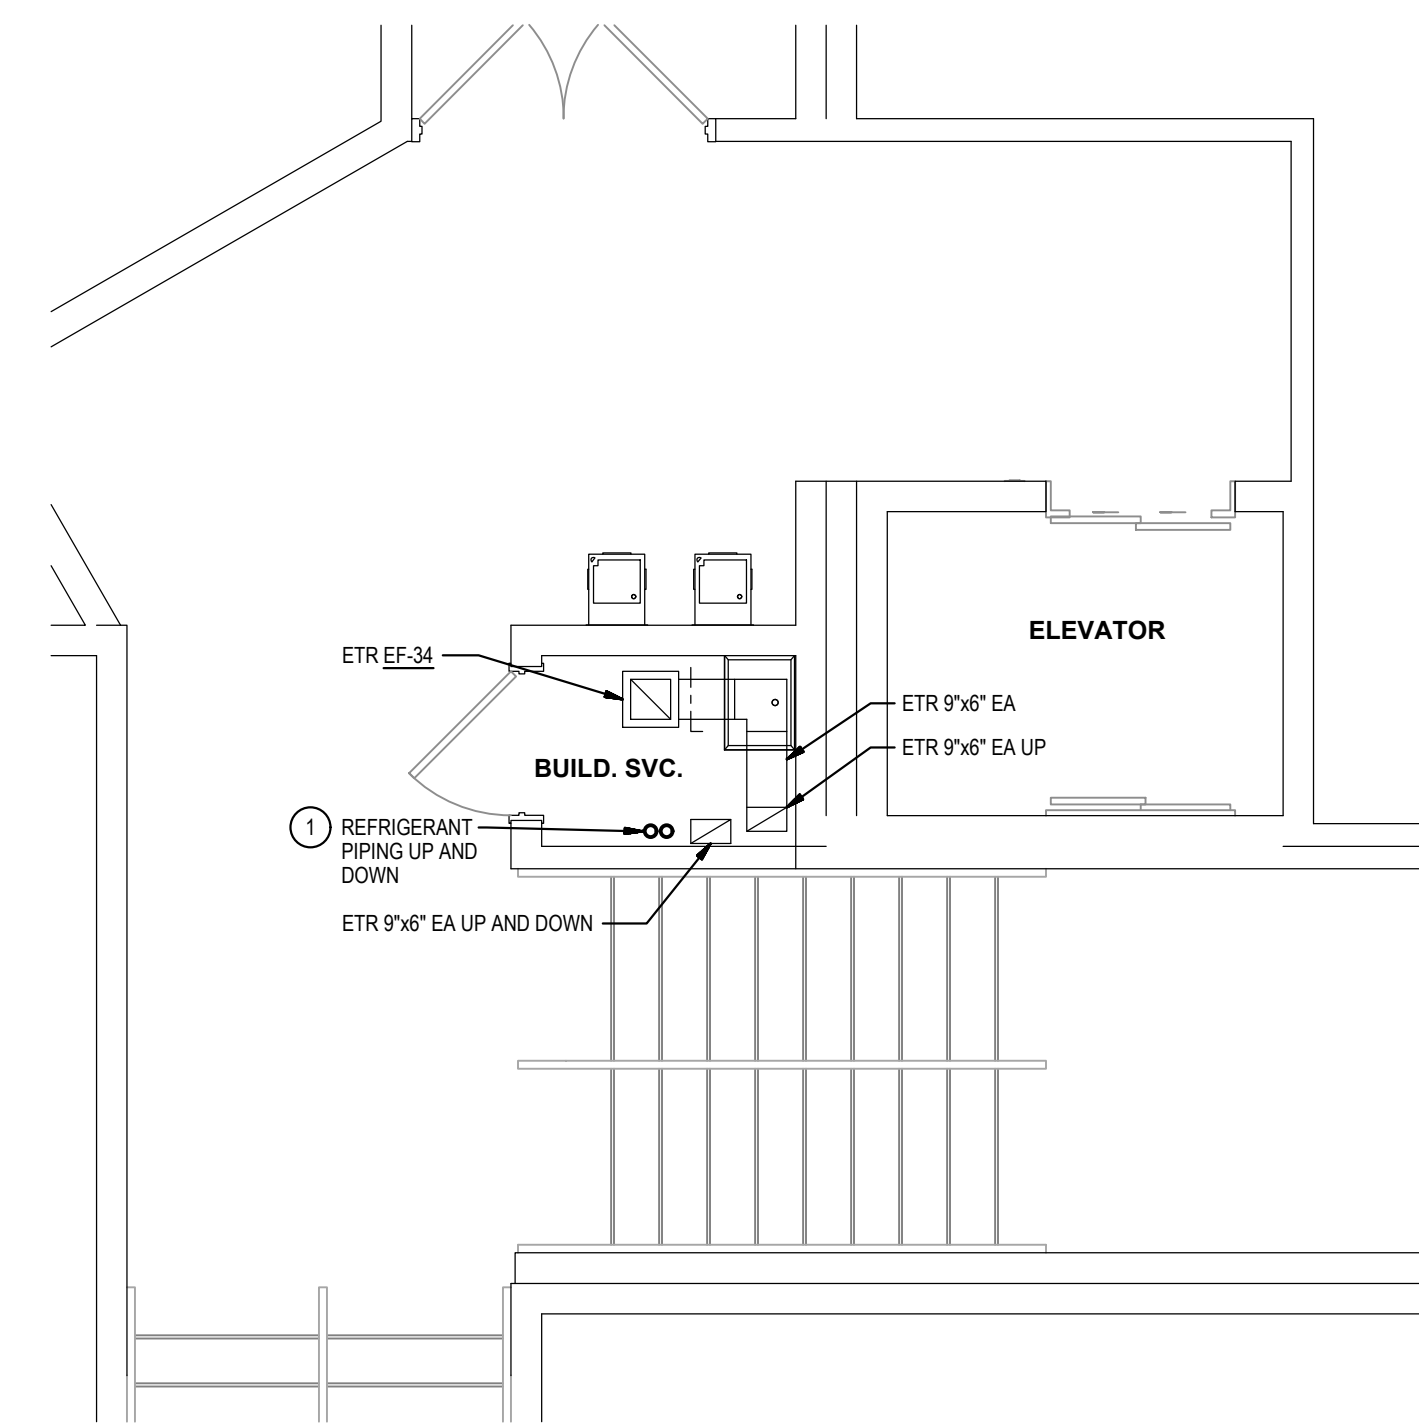 ELEVATOR
ETR EF-34
ETR 9"x6" EA
ETR 9"x6" EA UP
BUILD. SVC.
1
REFRIGERANT
PIPING UP AND
DOWN
ETR 9"x6" EA UP AND DOWN